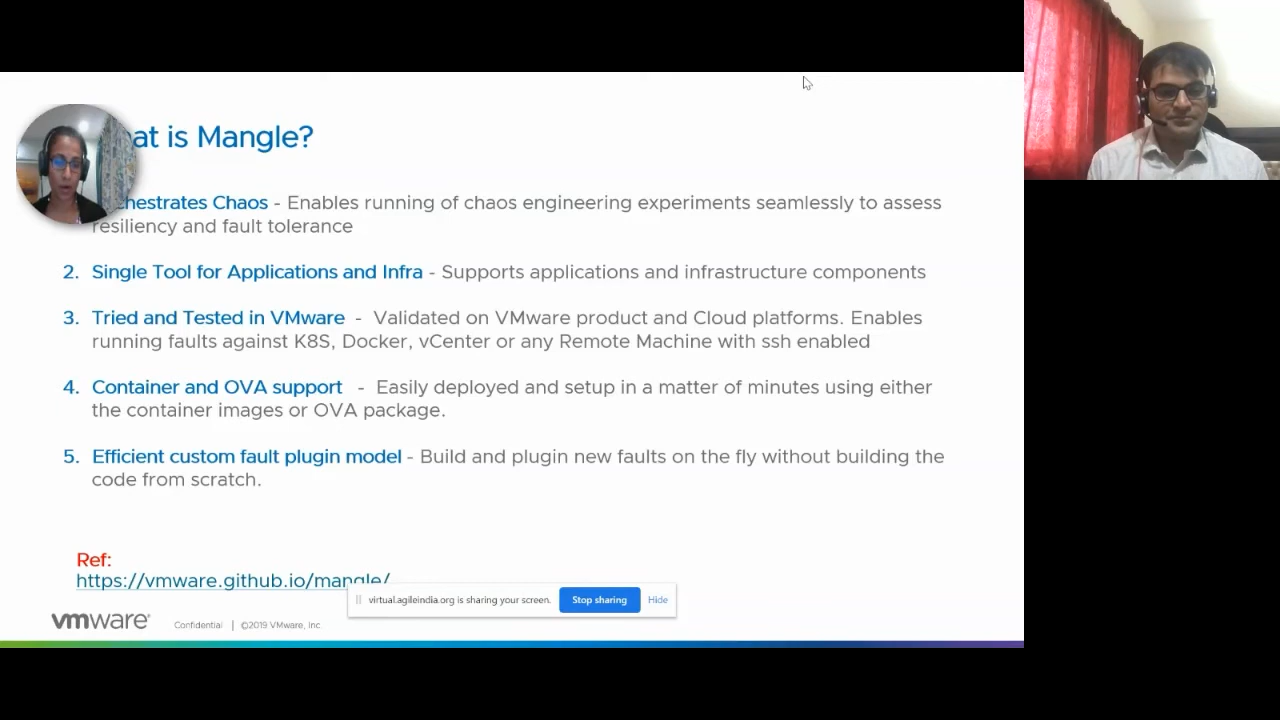 at is Mangle?
chestrates Chaos - Enables running of chaos engineering experiments seamlessly to assess
resiliency and fault tolerance
2. Single Tool for Applications and Infra - Supports applications and infrastructure components
3. Tried and Tested in VMware - Validated on VMware product and Cloud platforms. Enables
running faults against K8S, Docker, vCenter or any Remote Machine with ssh enabled
4. Container and OVA support - Easily deployed and setup in a matter of minutes using either
the container images or OVA package.
5. Efficient custom fault plugin model - Build and plugin new faults on the fly without building the
code from scratch.
Ref:
https://vmware.github.io/mangle/
virtual.agileindia.org is sharing your screen. Stop sharing Hide
vmware® Confidential | ©2019 VMware, Inc.